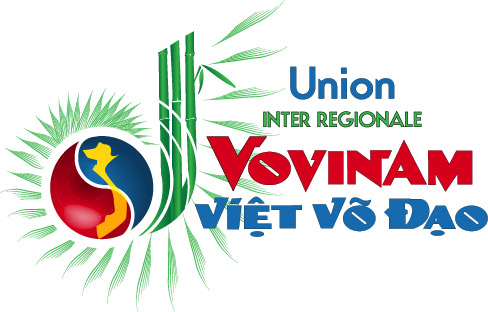 Union
INTER REGIONALE
VOVINAM
VIỆT VÕ ĐẠO